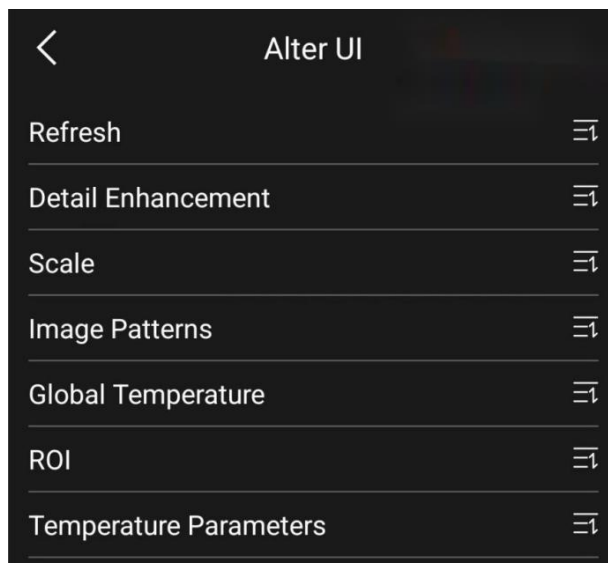 Alter UI
Refresh
Detail Enhancement
Scale
Image Patterns
Global Temperature
ROI
Temperature Parameters